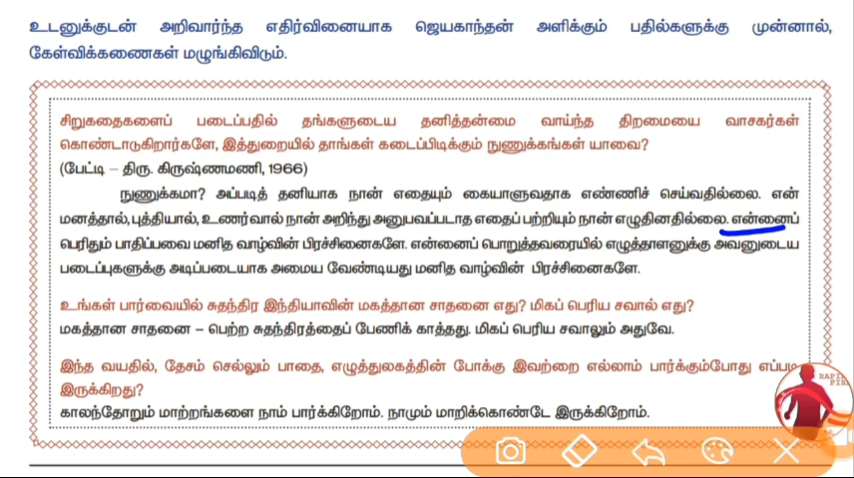 உடனுக்குடன் அறிவார்ந்த எதிர்வினையாக ஜெயகாந்தன் அளிக்கும் பதில்களுக்கு முன்னால்,
கேள்விக்கணைகள் மழுங்கிவிடும்.
சிறுகதைகளைப் படைப்பதில் தங்களுடைய தனித்தன்மை வாய்ந்த திறமையை வாசகர்கள்
கொண்டாடுகிறார்களே, இத்துறையில் தாங்கள் கடைப்பிடிக்கும் நுணுக்கங்கள் யாவை?
(பேட்டி – திரு. கிருஷ்ணமணி, 1966)
நுணுக்கமா? அப்படித் தனியாக நான் எதையும் கையாளுவதாக எண்ணிச் செய்வதில்லை. என்
மனத்தால், புத்தியால், உணர்வால் நான் அறிந்து அனுபவப்படாத எதைப் பற்றியும் நான் எழுதினதில்லை. என்னைப்
பெரிதும் பாதிப்பவை மனித வாழ்வின் பிரச்சினைகளே. என்னைப் பொறுத்தவரையில் எழுத்தாளனுக்கு அவனுடைய
படைப்புகளுக்கு அடிப்படையாக அமைய வேண்டியது மனித வாழ்வின் பிரச்சினைகளே.
உங்கள் பார்வையில் சுதந்திர இந்தியாவின் மகத்தான சாதனை எது? மிகப் பெரிய சவால் எது?
மகத்தான சாதனை – பெற்ற சுதந்திரத்தைப் பேணிக் காத்தது. மிகப் பெரிய சவாலும் அதுவே.
இந்த வயதில், தேசம் செல்லும் பாதை, எழுத்துலகத்தின் போக்கு இவற்றை எல்லாம் பார்க்கும்போது
இருக்கிறது?
காலந்தோறும் மாற்றங்களை நாம் பார்க்கிறோம். நாமும் மாறிக்கொண்டே இருக்கிறோம்.